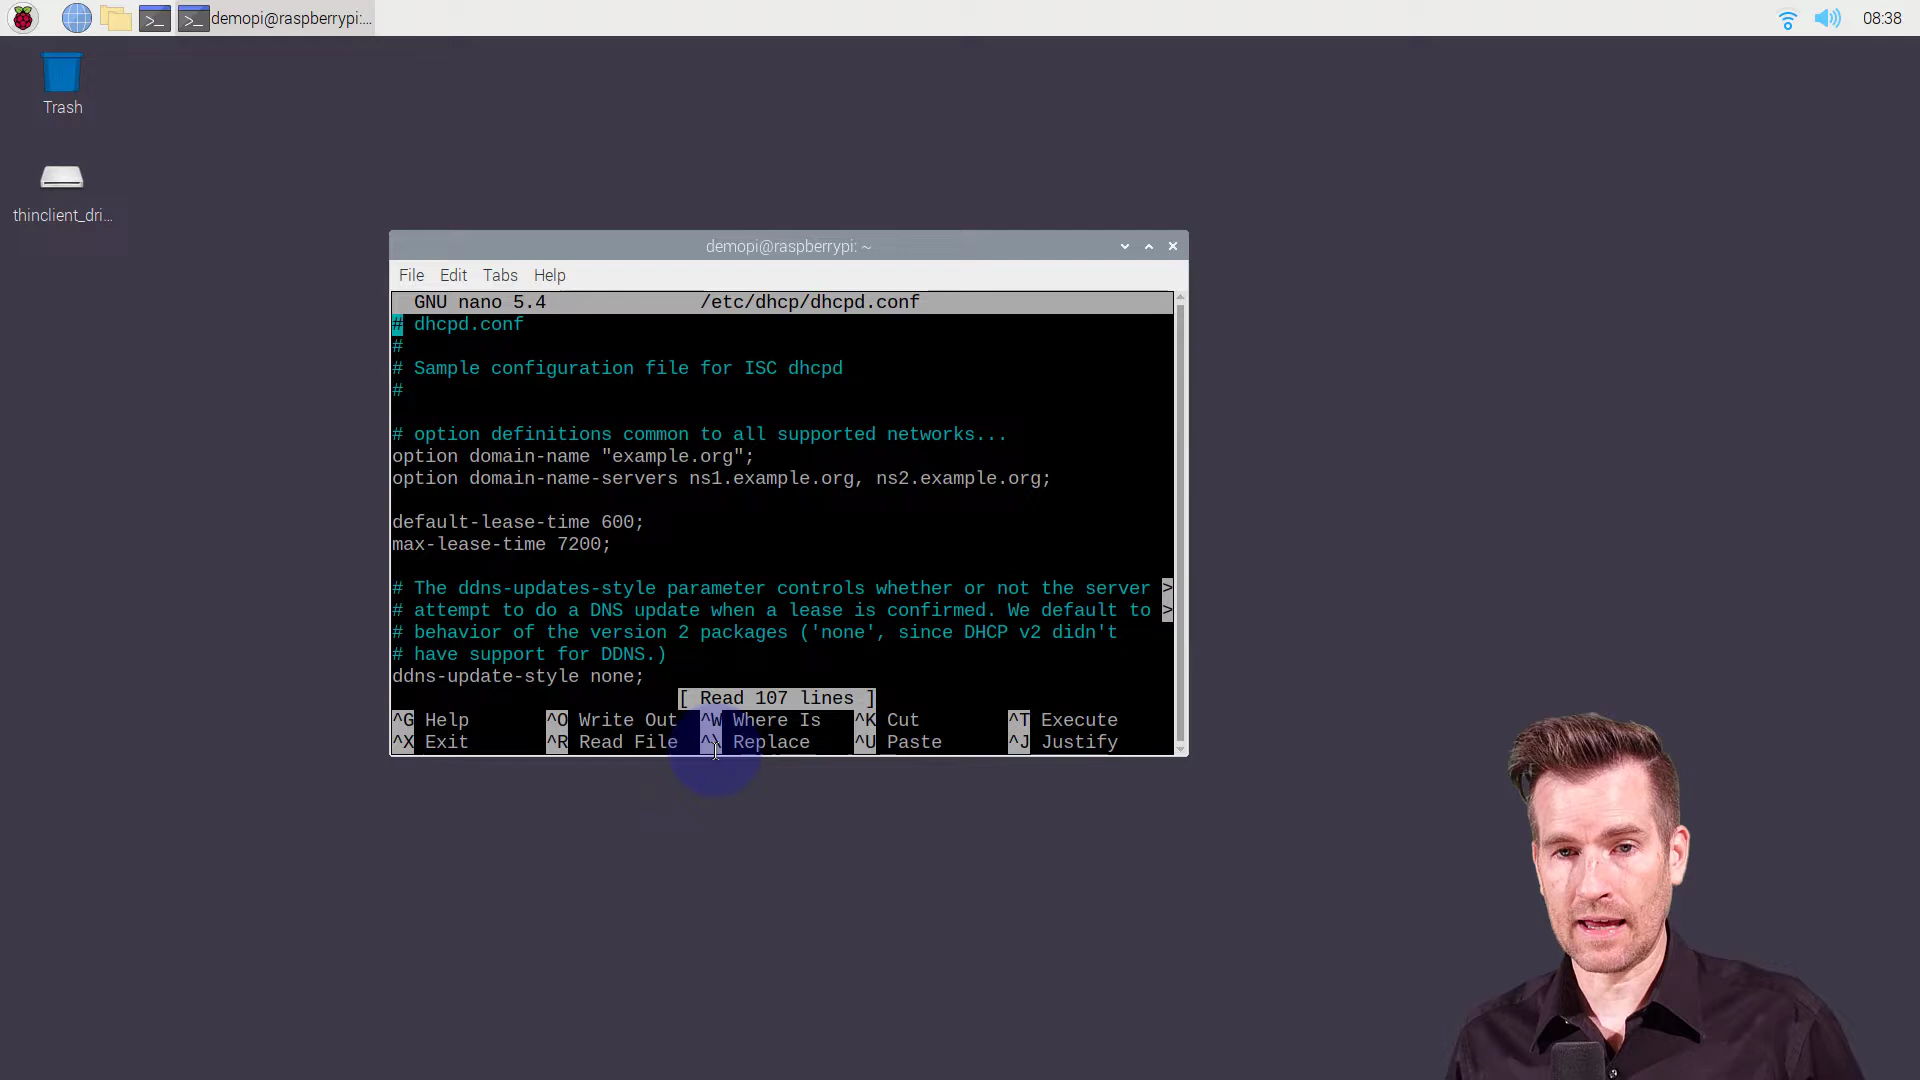 demopi@raspberrypi:...
08:38
Trash
thinclient_dri...
demopi@raspberrypi: ~
File Edit Tabs Help
GNU nano 5.4 /etc/dhcp/dhcpd.conf
# dhcpd.conf
#
# Sample configuration file for ISC dhcpd
#
# option definitions common to all supported networks...
option domain-name "example.org";
option domain-name-servers ns1.example.org, ns2.example.org;
default-lease-time 600;
max-lease-time 7200;
# The ddns-updates-style parameter controls whether or not the server >
# attempt to do a DNS update when a lease is confirmed. We default to >
# behavior of the version 2 packages ('none', since DHCP v2 didn't
# have support for DDNS.)
ddns-update-style none;
[ Read 107 lines ]
^G Help ^O Write Out ^W Where Is ^K Cut ^T Execute
^X Exit ^R Read File ^\ Replace ^U Paste ^J Justify